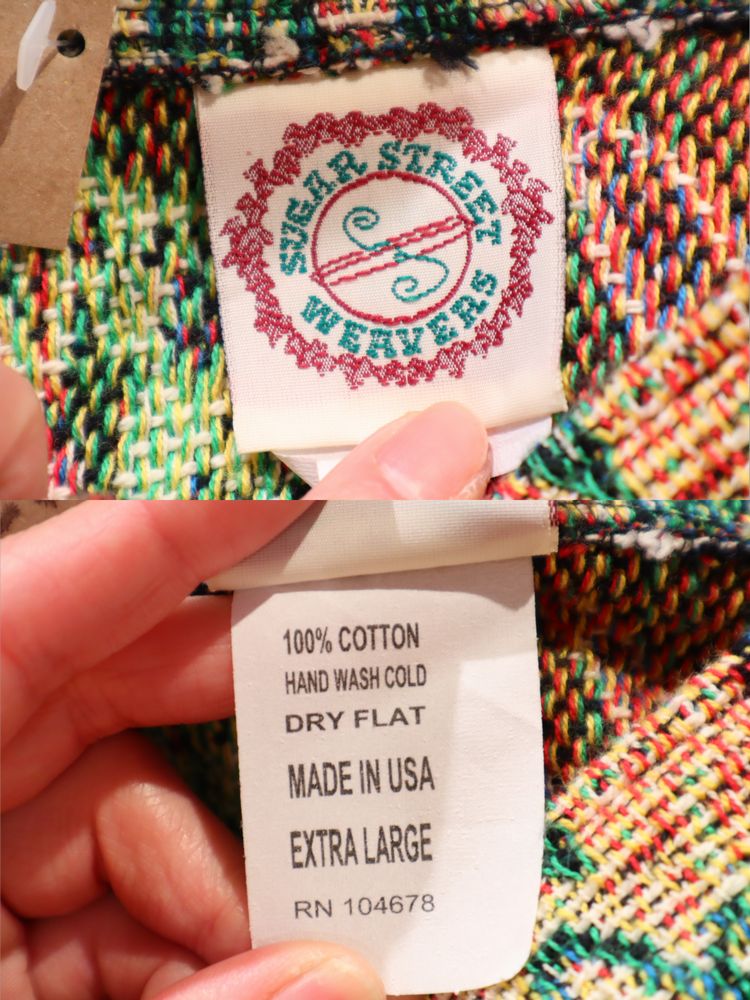 SUGAR STREET
WEAVERS
100% COTTON
HAND WASH COLD
DRY FLAT
MADE IN USA
EXTRA LARGE
RN 104678